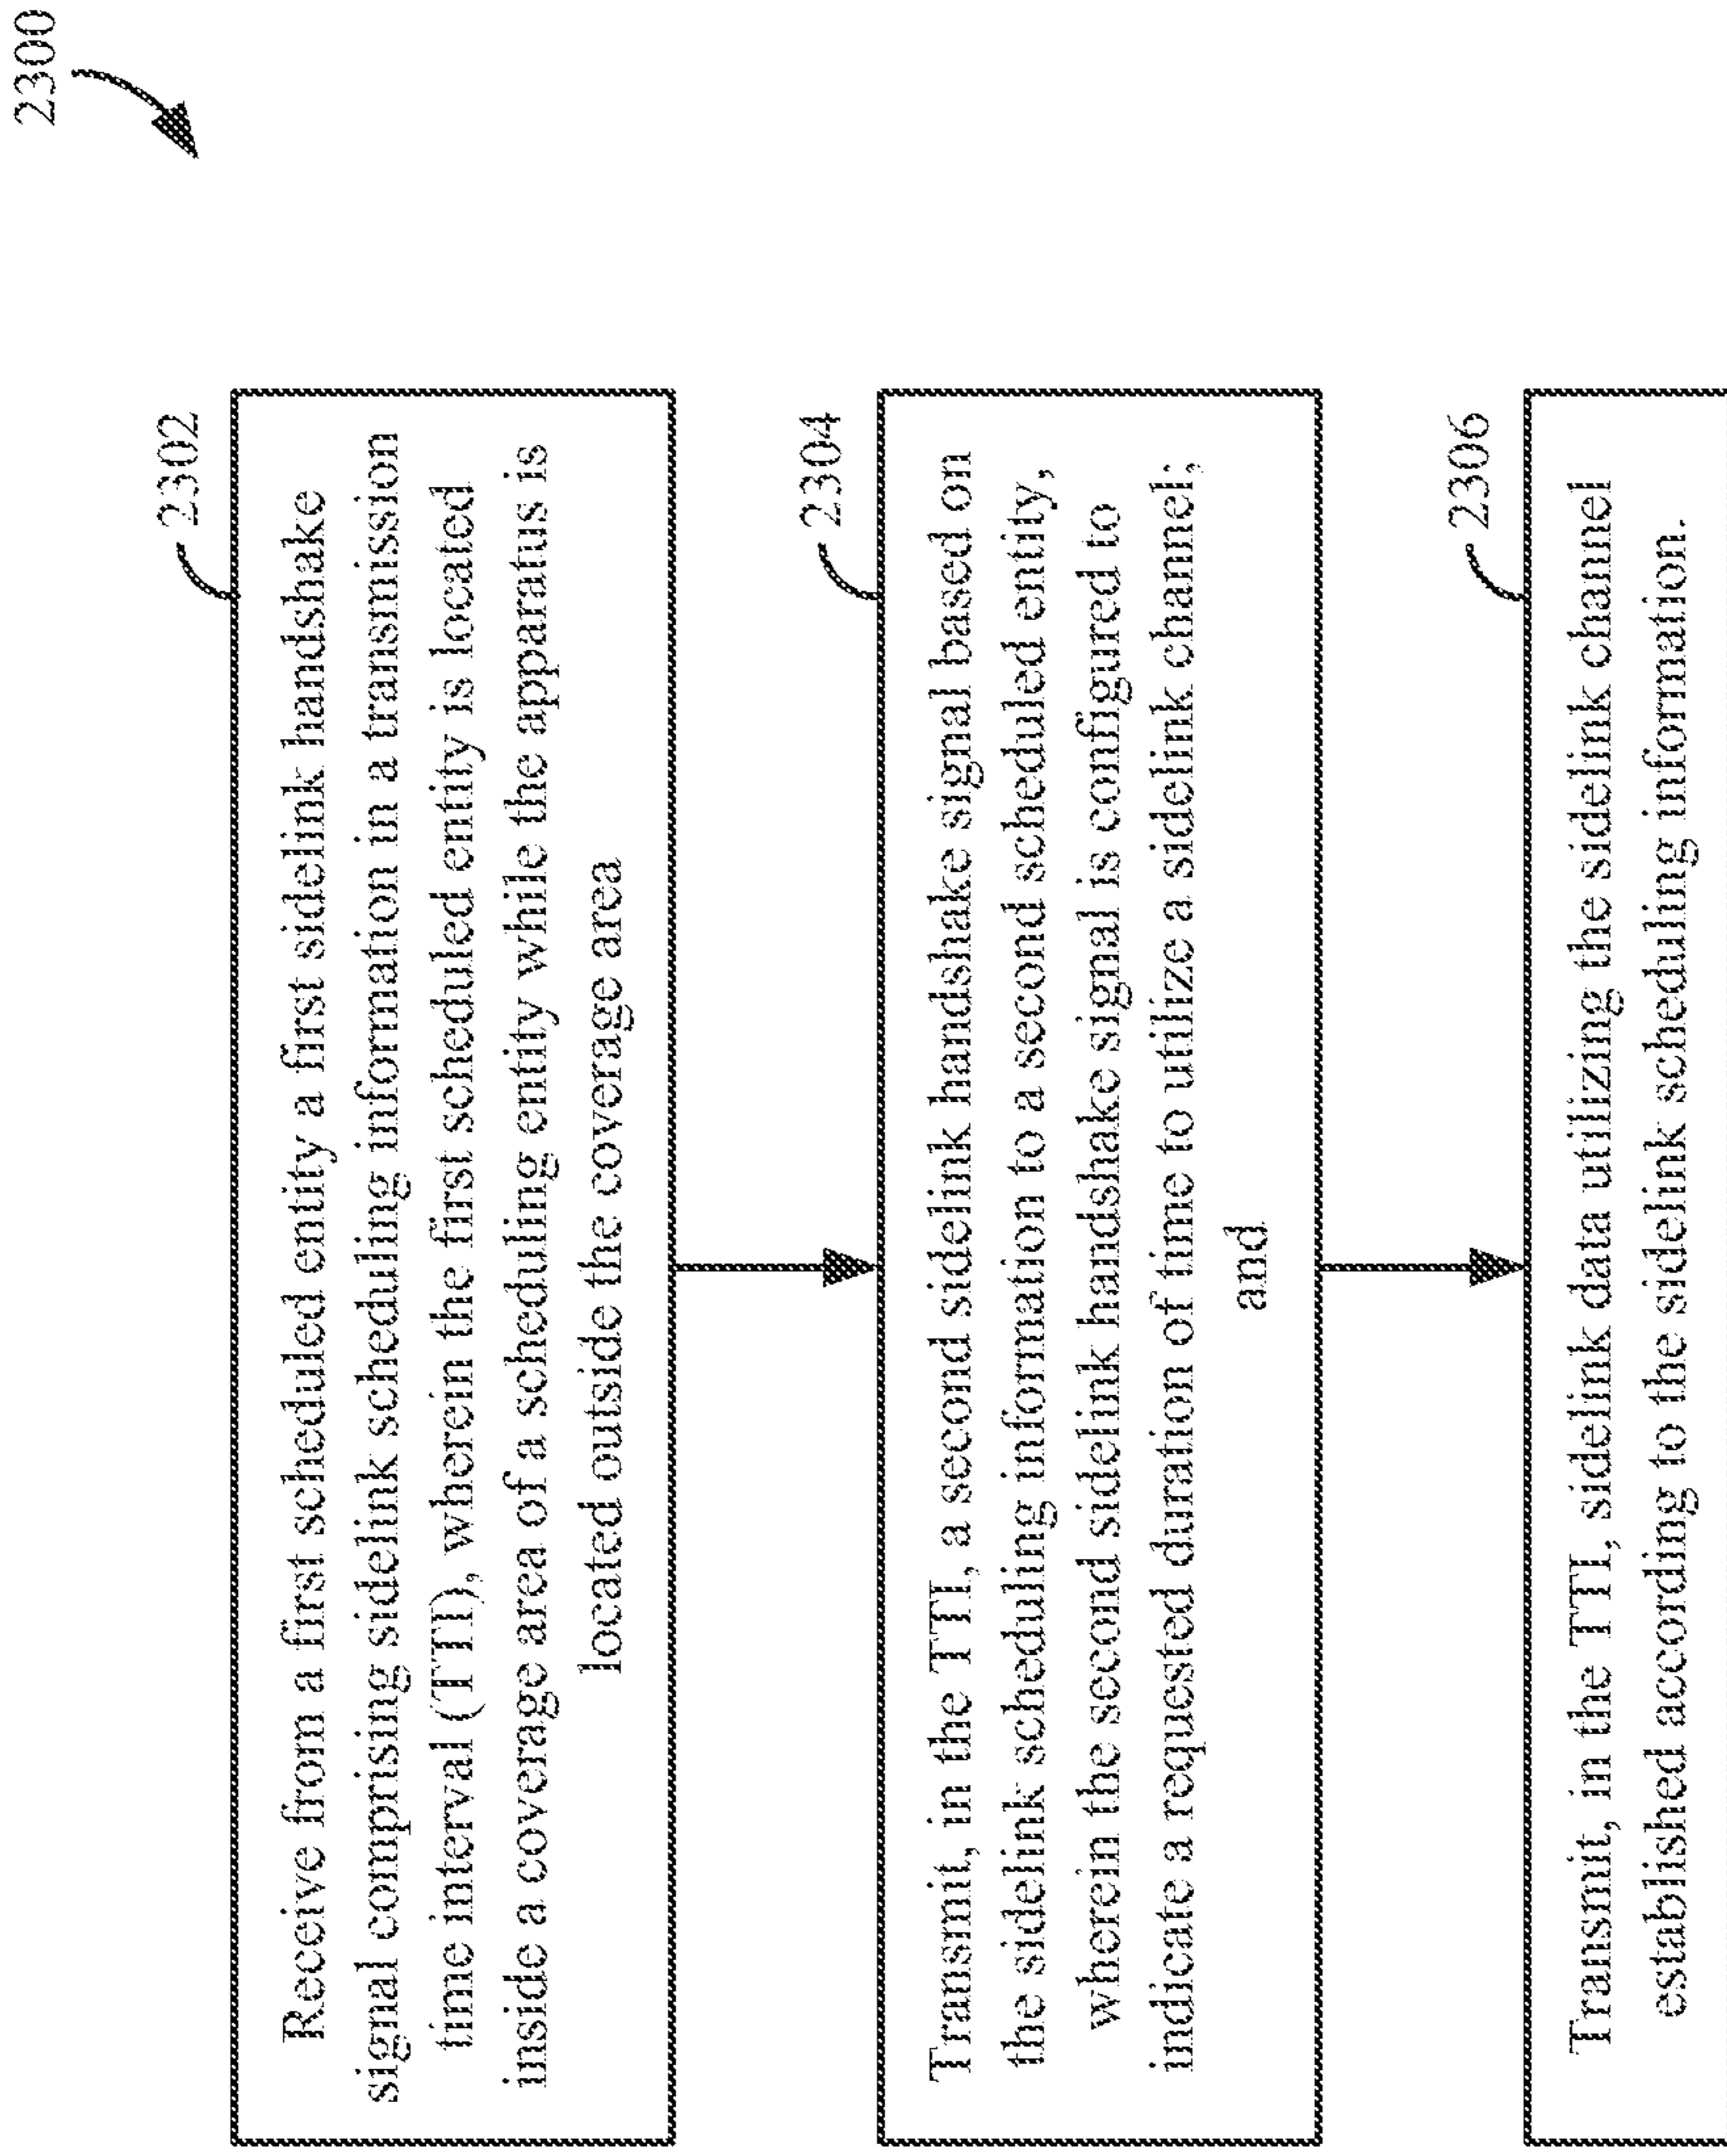 2300
2302
Receive from a first scheduled entity a first sidelink handshake
signal comprising sidelink scheduling information in a transmission
time interval (TTI), wherein the first scheduled entity is located
inside a coverage area of a scheduling entity while the apparatus is
located outside the coverage area
2304
Transmit, in the TTI, a second sidelink handshake signal based on
the sidelink scheduling information to a second scheduled entity,
wherein the second sidelink handshake signal is configured to
indicate a requested duration of time to utilize a sidelink channel;
and
2306
Transmit, in the TTI, sidelink data utilizing the sidelink channel
established according to the sidelink scheduling information.